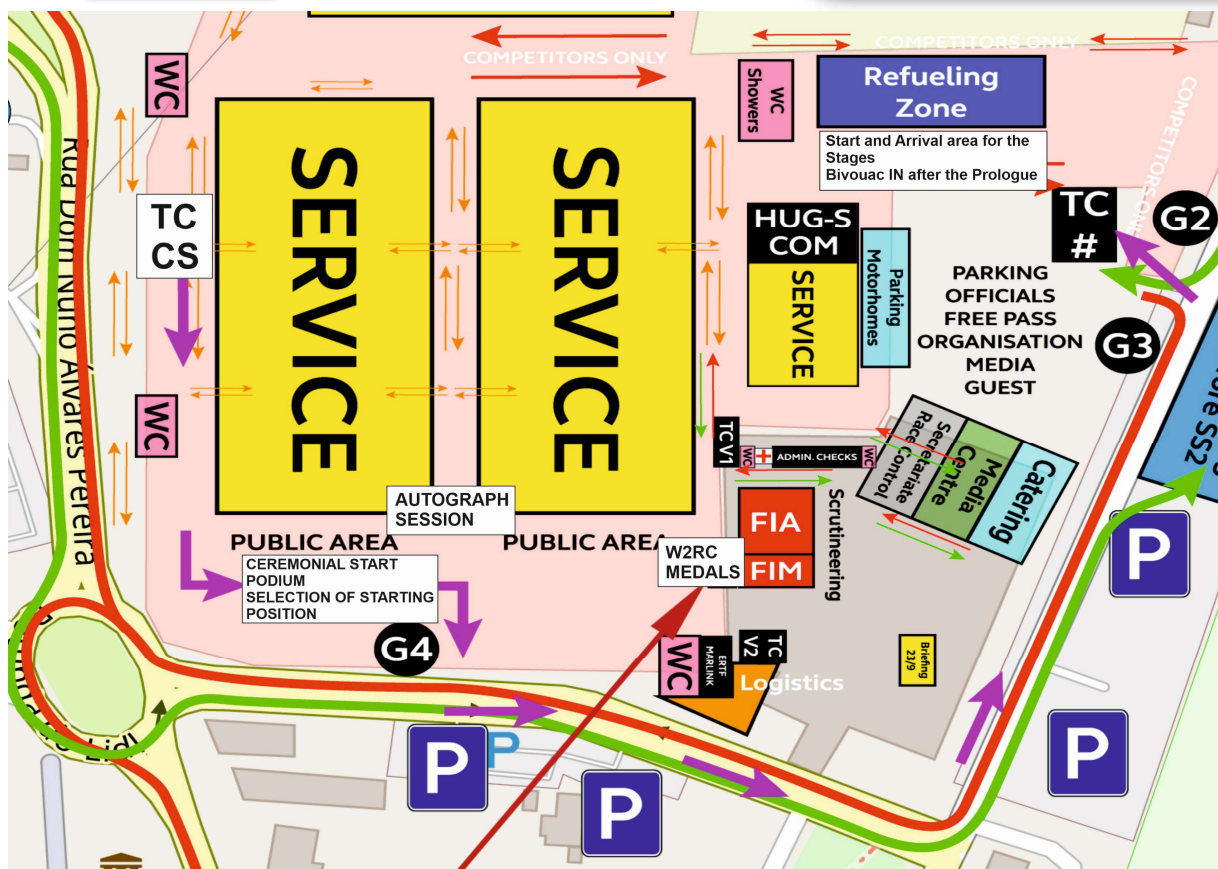 COMPETITORS ONLY
COMPETITORS ONLY
WC
WC
Showers
Refueling
Zone
COMPETITORS ONLY
Start and Arrival area for the
Stages
Bivouac IN after the Prologue
Rua Dom Nuno Álvares Pereira
TC
CS
SERVICE
SERVICE
HUG-S
COM
SERVICE
Parking
Motorhomes
TC
#
G2
PARKING
OFFICIALS
FREE PASS
ORGANISATION
MEDIA
GUEST
G3
SS2
WC
TCV1
WC
ADMIN. CHECKS
WC
Secretariate
Race Control
Media
Centre
Catering
AUTOGRAPH
SESSION
PUBLIC AREA
PUBLIC AREA
FIA
FIM
Scrutineering
W2RC
MEDALS
CEREMONIAL START
PODIUM
SELECTION OF STARTING
POSITION
G4
WC
ERTF
MARLINK
TC
V2
Logistics
Briefing
23/9
Lidl
P
P
P
P
P